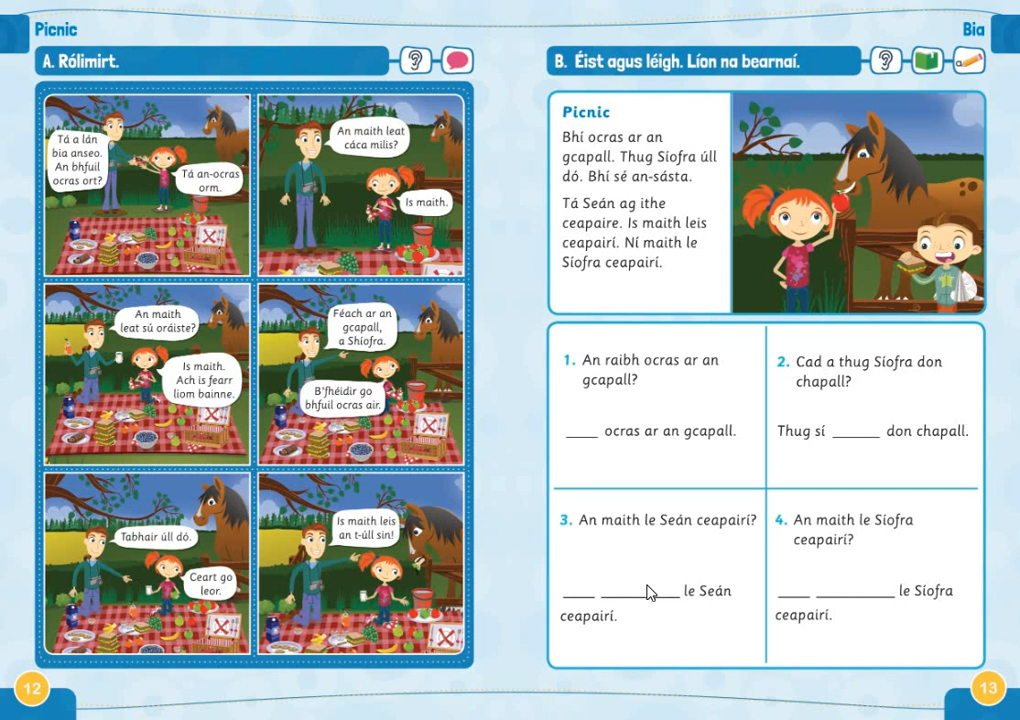 Picnic
A. Rólimirt.
Tá a lán
bia anseo.
An bhfuil
ocras ort?
Tá an-ocras
orm.
An maith leat
cáca milis?
Is maith.
An maith
leat sú oráiste?
Is maith.
Ach is fearr
liom bainne.
Féach ar an
gcapall,
a Shíofra.
B'fhéidir go
bhfuil ocras air.
Tabhair úll dó.
Ceart go
leor.
Is maith leis
an t-úll sin!
12
Bia
B. Éist agus léigh. Líon na bearnaí.
Picnic
Bhí ocras ar an
gcapall. Thug Síofra úll
dó. Bhí sé an-sásta.
Tá Seán ag ithe
ceapaire. Is maith leis
ceapairí. Ní maith le
Síofra ceapairí.
1. An raibh ocras ar an
gcapall?
____ ocras ar an gcapall.
2. Cad a thug Síofra don
chapall?
Thug sí ______ don chapall.
3. An maith le Seán ceapairí?
____ __________ le Seán
ceapairí.
4. An maith le Síofra
ceapairí?
____ __________ le Síofra
ceapairí.
13